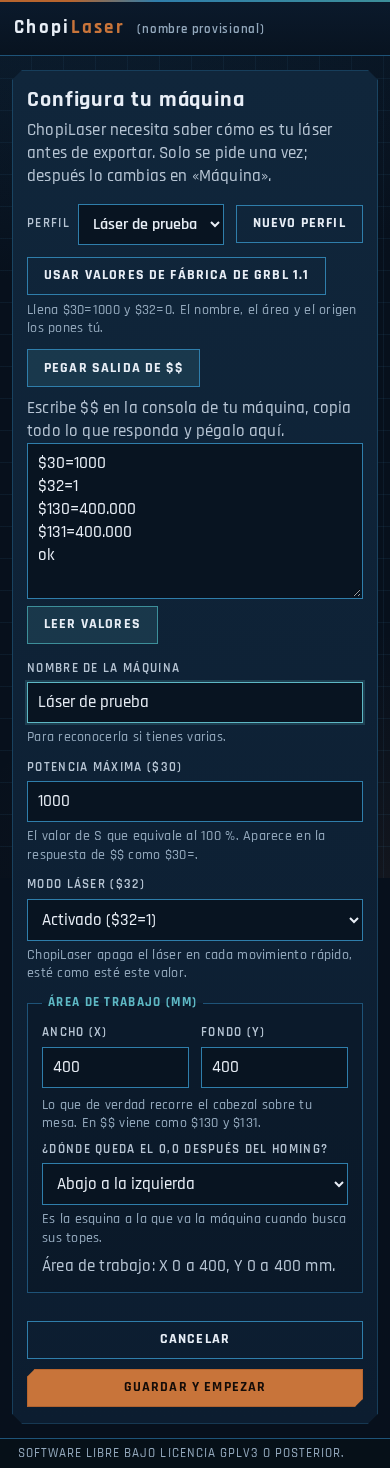 ChopiLaser (nombre provisional)
Configura tu máquina
ChopiLaser necesita saber cómo es tu láser
antes de exportar. Solo se pide una vez;
después lo cambias en «Máquina».
PERFIL Láser de prueba NUEVO PERFIL
USAR VALORES DE FÁBRICA DE GRBL 1.1
Llena $30=1000 y $32=0. El nombre, el área y el origen
los pones tú.
PEGAR SALIDA DE $$
Escribe $$ en la consola de tu máquina, copia
todo lo que responda y pégalo aquí.
$30=1000
$32=1
$130=400.000
$131=400.000
ok
LEER VALORES
NOMBRE DE LA MÁQUINA
Láser de prueba
Para reconocerla si tienes varias.
POTENCIA MÁXIMA ($30)
1000
El valor de S que equivale al 100 %. Aparece en la
respuesta de $$ como $30=.
MODO LÁSER ($32)
Activado ($32=1)
ChopiLaser apaga el láser en cada movimiento rápido,
esté como esté este valor.
ÁREA DE TRABAJO (MM)
ANCHO (X) FONDO (Y)
400 400
Lo que de verdad recorre el cabezal sobre tu
mesa. En $$ viene como $130 y $131.
¿DÓNDE QUEDA EL 0,0 DESPUÉS DEL HOMING?
Abajo a la izquierda
Es la esquina a la que va la máquina cuando busca
sus topes.
Área de trabajo: X 0 a 400, Y 0 a 400 mm.
CANCELAR
GUARDAR Y EMPEZAR
SOFTWARE LIBRE BAJO LICENCIA GPLV3 O POSTERIOR.